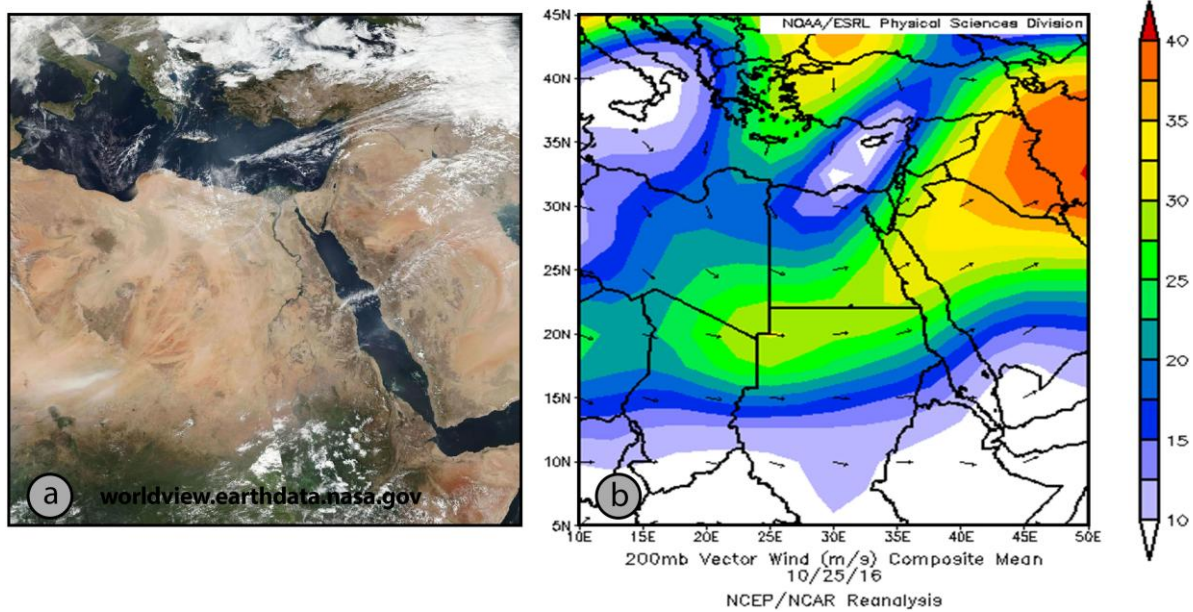 a
worldview.earthdata.nasa.gov
NOAA/ESRL Physical Sciences Division
45N
40N
35N
30N
25N
20N
15N
10N
5N
b
10E 15E 20E 25E 30E 35E 40E 45E 50E
200mb Vector Wind (m/s) Composite Mean
10/25/16
NCEP/NCAR Reanalysis
40
35
30
25
20
15
10